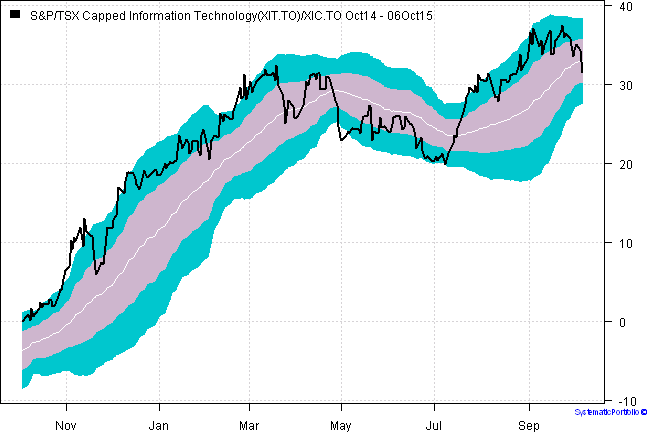 S&P/TSX Capped Information Technology(XIT.TO)/XIC.TO Oct14 - 06Oct15
40
30
20
10
0
-10
Nov Jan Mar May Jul Sep
SystematicPortfolio ©